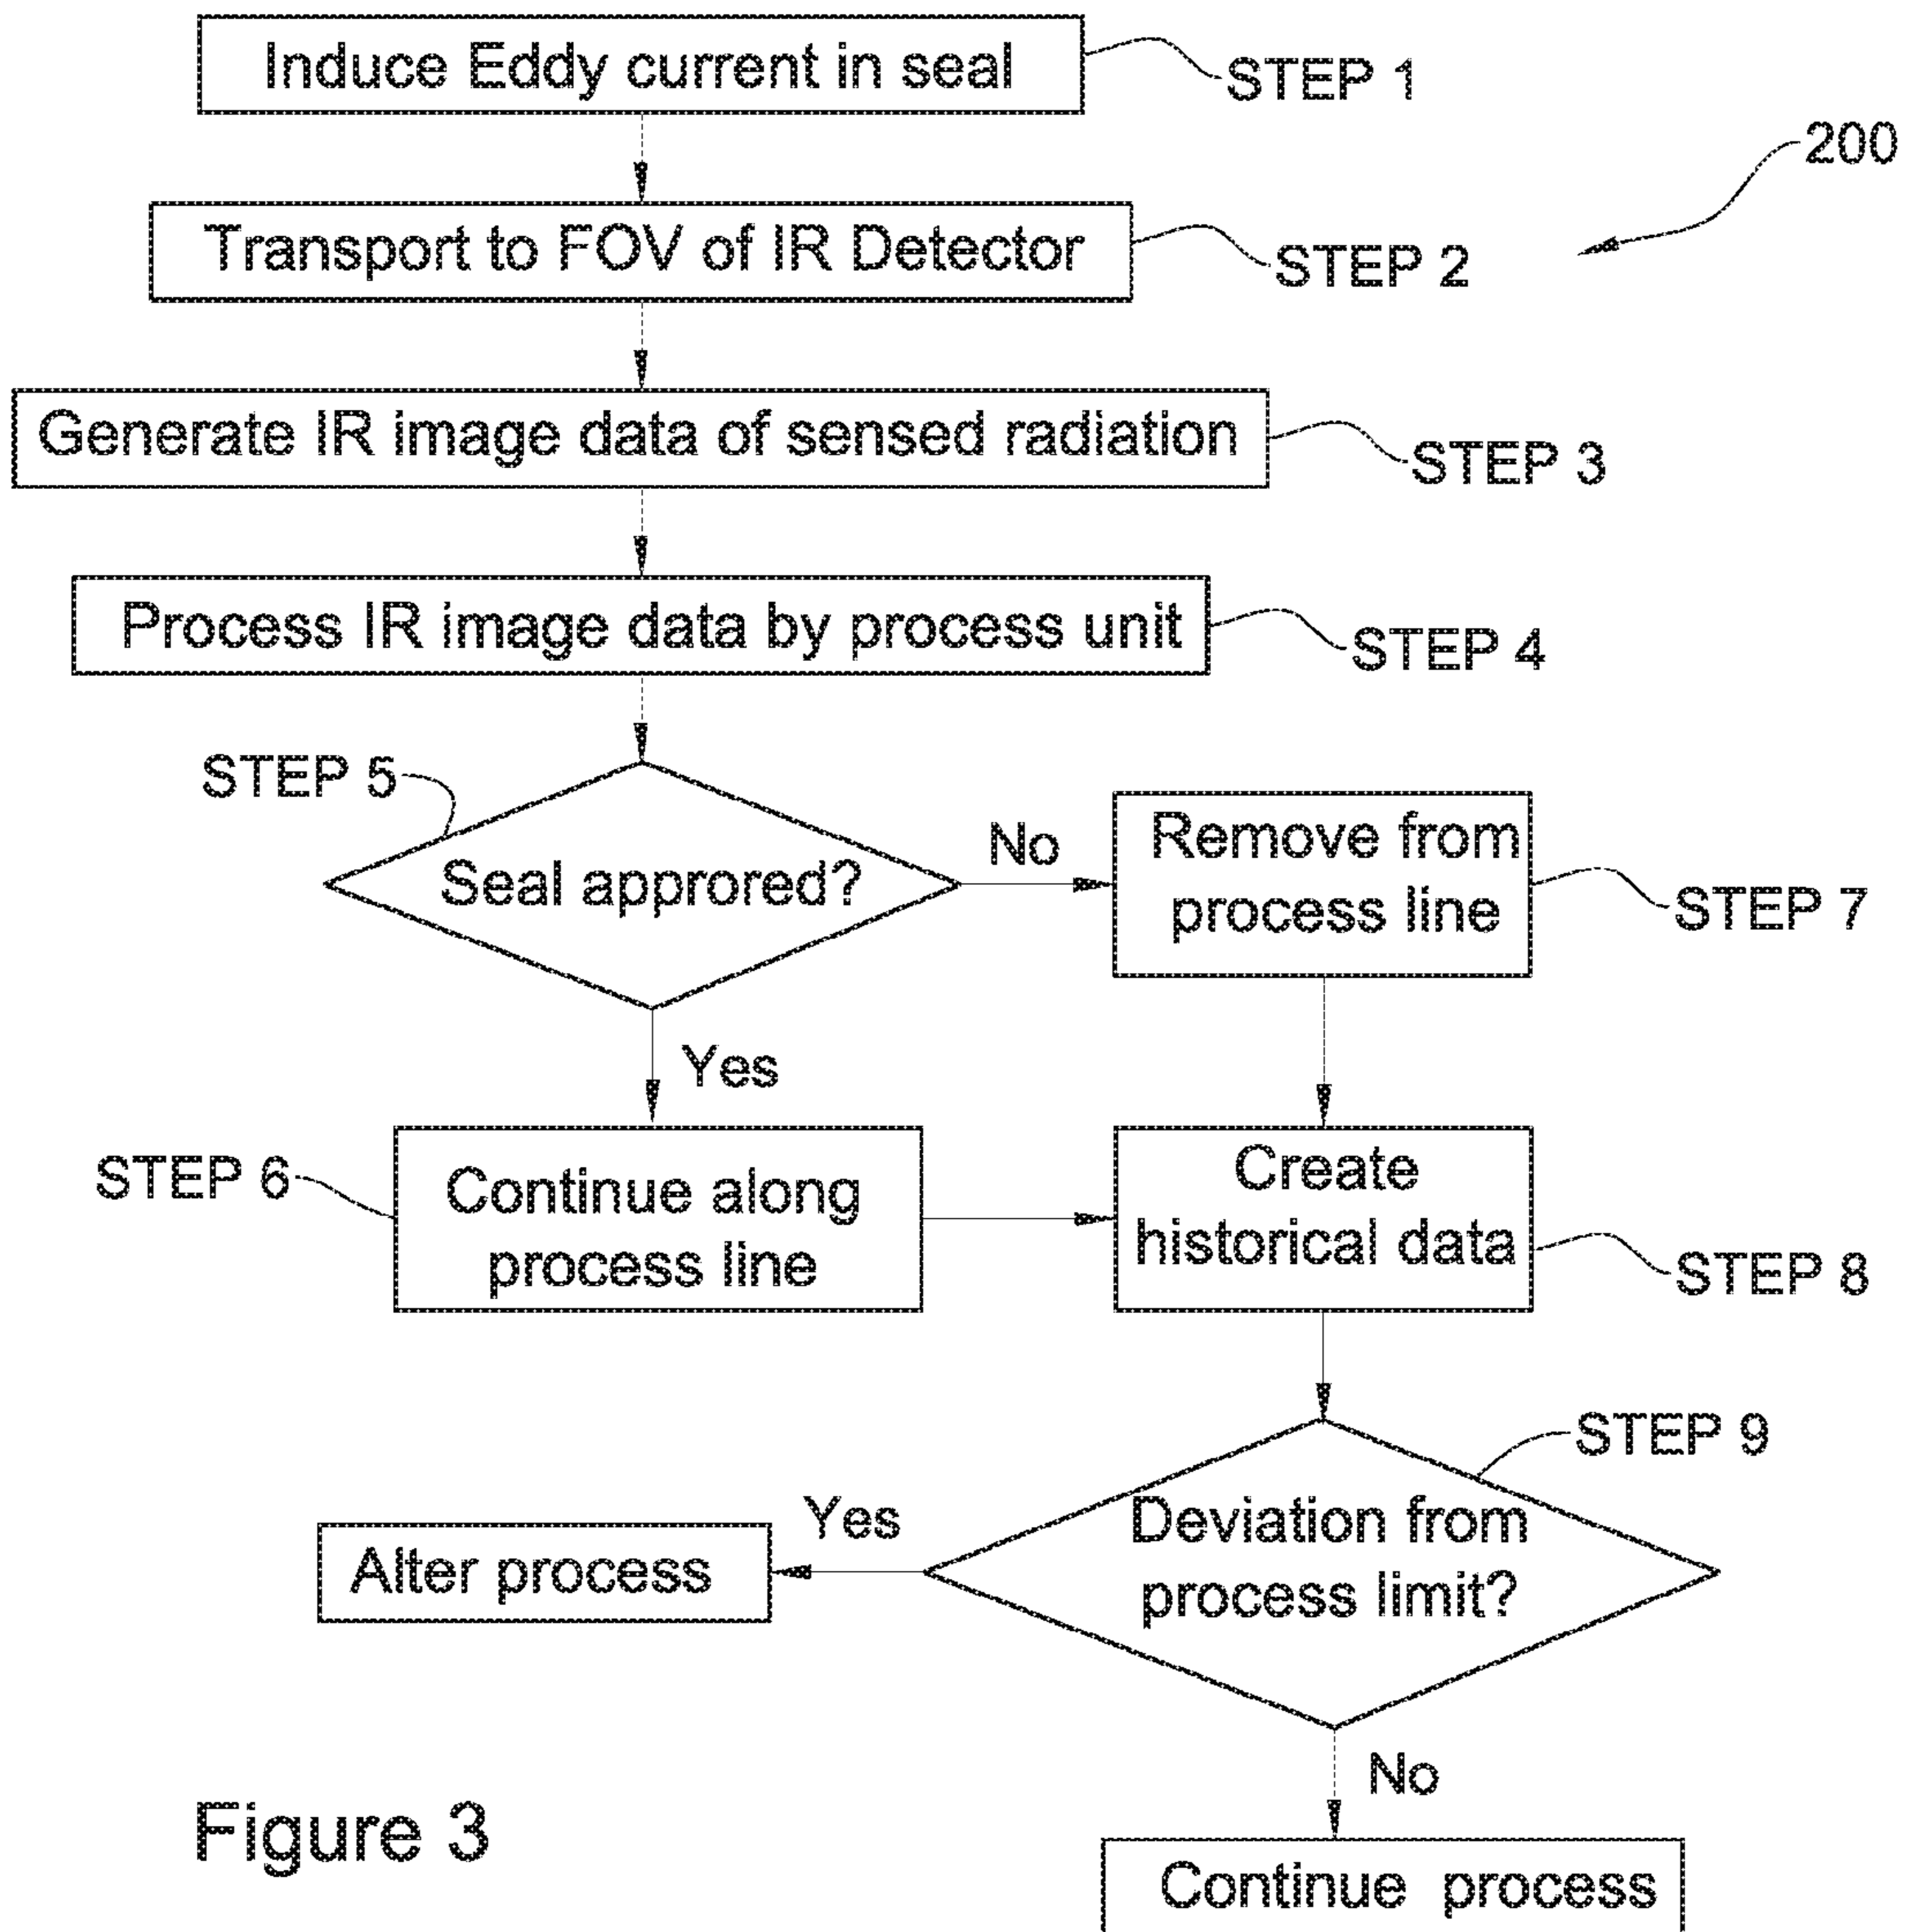 Induce Eddy current in seal
STEP 1
200
Transport to FOV of IR Detector
STEP 2
Generate IR image data of sensed radiation
STEP 3
Process IR image data by process unit
STEP 4
STEP 5
Seal approred?
No
Remove from
process line
STEP 7
Yes
STEP 6
Continue along
process line
Create
historical data
STEP 8
STEP 9
Deviation from
process limit?
Yes
Alter process
No
Continue process
Figure 3